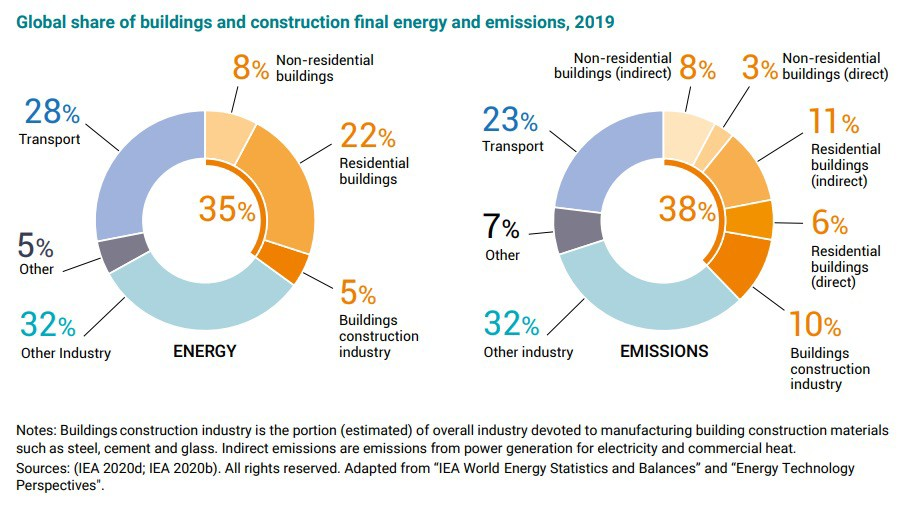 Global share of buildings and construction final energy and emissions, 2019
8% Non-residential
buildings
28%
Transport
22%
Residential
buildings
35%
5%
Other
5%
Buildings
construction
industry
32%
Other Industry
ENERGY
Non-residential
buildings (indirect) 8%
3% Non-residential
buildings (direct)
23%
Transport
11%
Residential
buildings
(indirect)
38%
7%
Other
6%
Residential
buildings
(direct)
32%
Other industry
10%
Buildings
construction
industry
EMISSIONS
Notes: Buildings construction industry is the portion (estimated) of overall industry devoted to manufacturing building construction materials
such as steel, cement and glass. Indirect emissions are emissions from power generation for electricity and commercial heat.
Sources: (IEA 2020d; IEA 2020b). All rights reserved. Adapted from “IEA World Energy Statistics and Balances” and “Energy Technology
Perspectives".